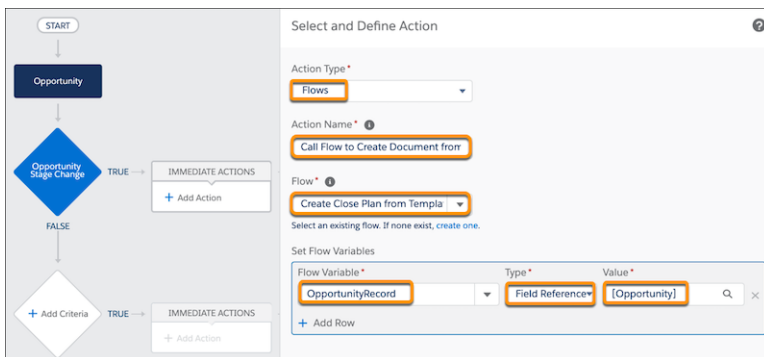 START
Opportunity
Opportunity
Stage Change
TRUE
IMMEDIATE ACTIONS
+ Add Action
FALSE
+ Add Criteria
TRUE
IMMEDIATE ACTIONS
+ Add Action
Select and Define Action
?
Action Type*
Flows
Action Name* i
Call Flow to Create Document from
Flow* i
Create Close Plan from Templa
Select an existing flow. If none exist, create one.
Set Flow Variables
Flow Variable* Type* Value*
OpportunityRecord Field Reference [Opportunity]
+ Add Row